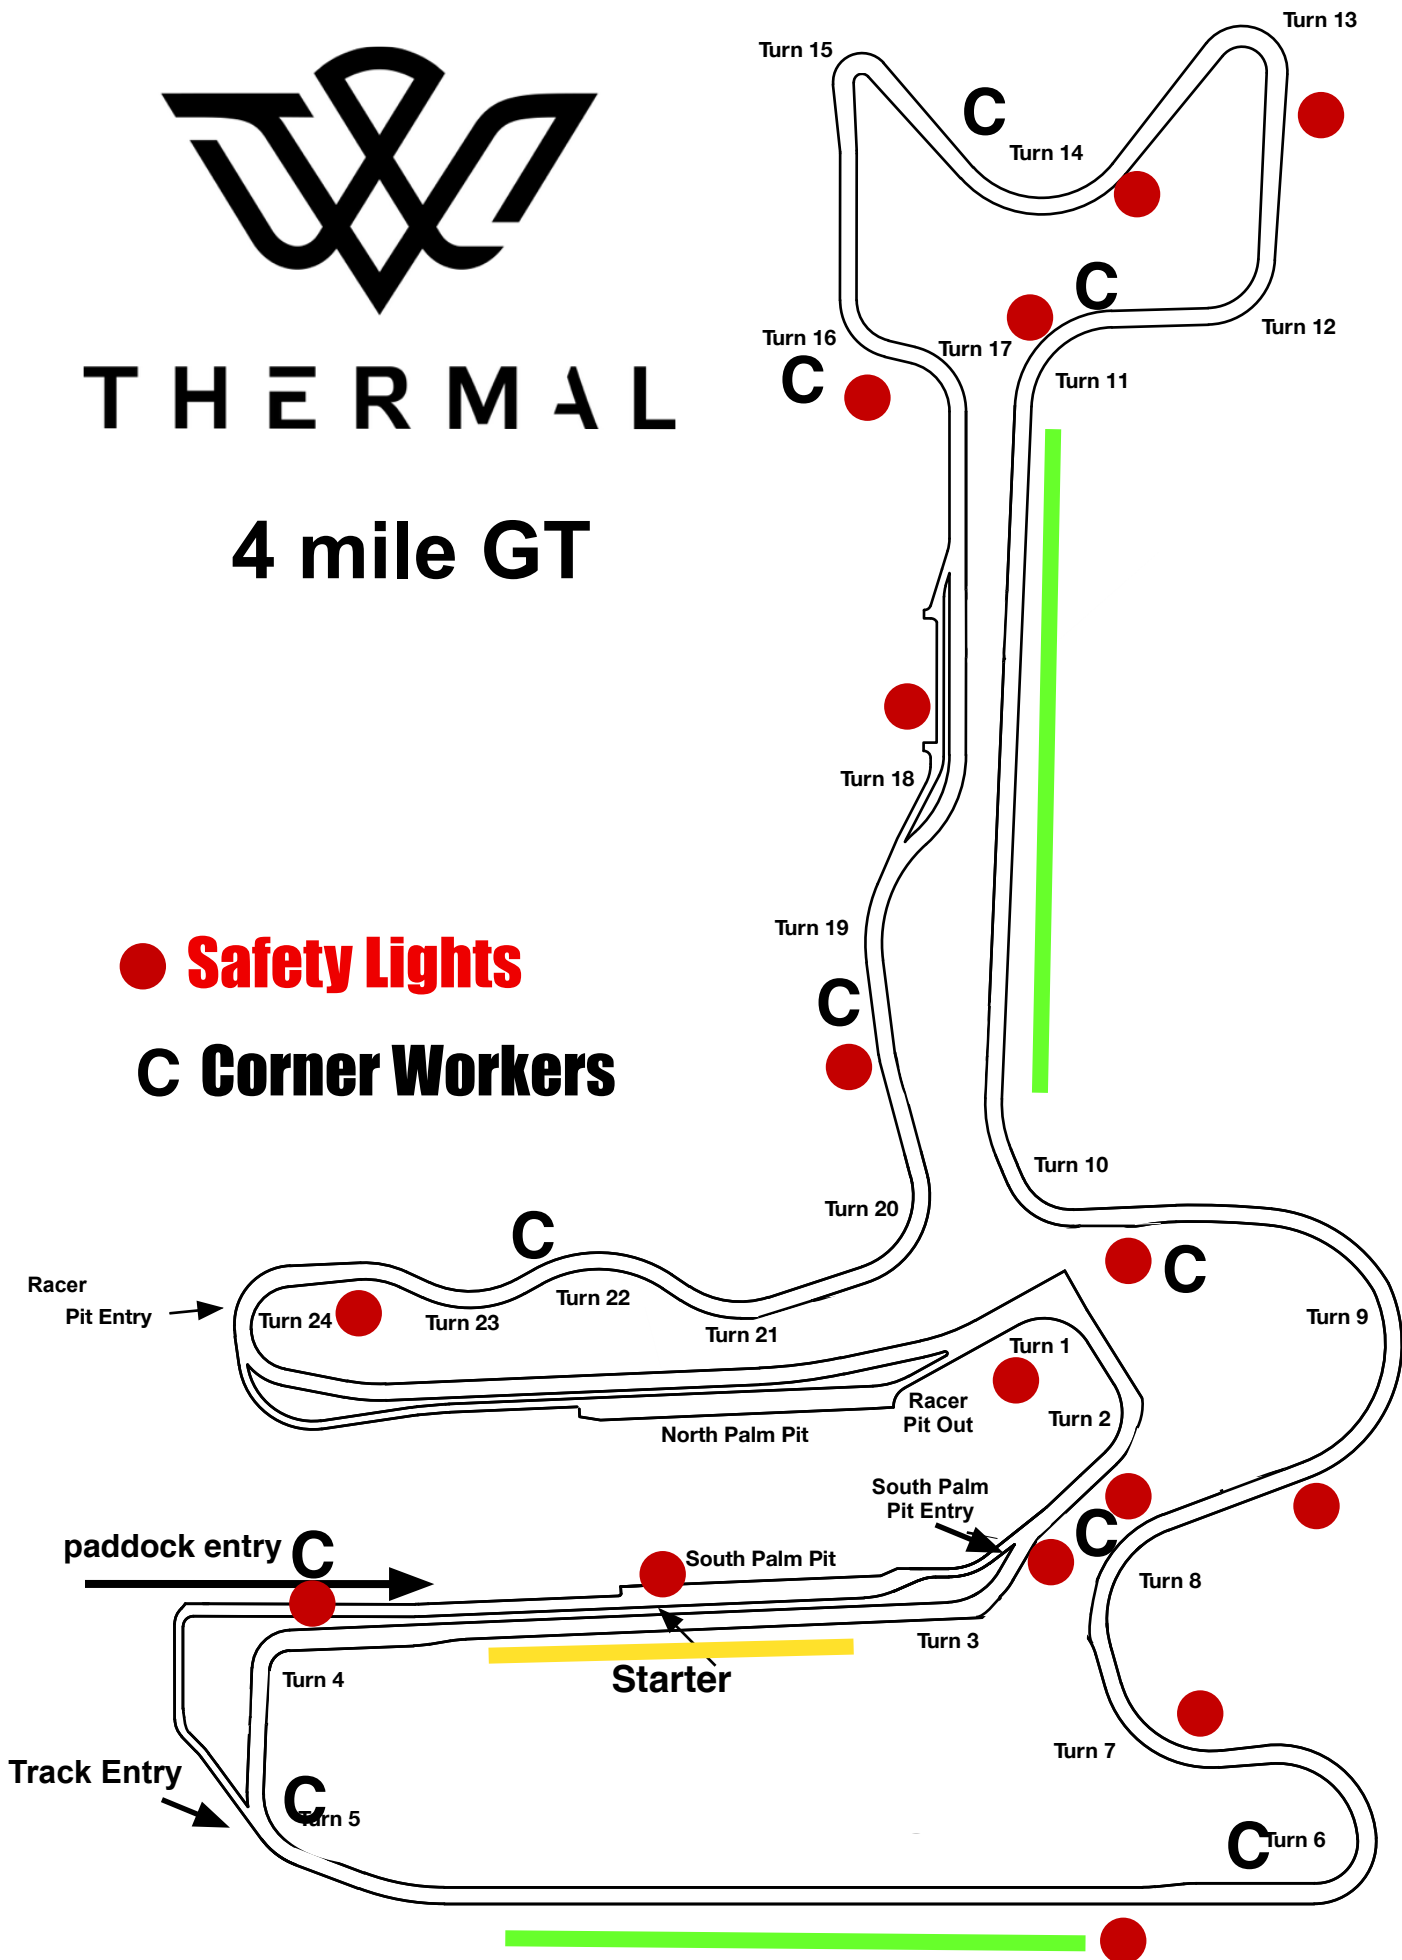 Turn 13
Turn 15
C
Turn 14
THERMAL
C
Turn 12
Turn 16
Turn 17
C
Turn 11
4 mile GT
Turn 18
Turn 19
Safety Lights
C
C Corner Workers
Turn 10
Turn 20
C
C
Racer
Pit Entry
Turn 24
Turn 23
Turn 22
Turn 21
Turn 9
Turn 1
Racer
Pit Out
Turn 2
North Palm Pit
South Palm
Pit Entry
C
paddock entry
C
South Palm Pit
Turn 8
Turn 3
Turn 4
Starter
Turn 7
Track Entry
C
Turn 5
C
Turn 6